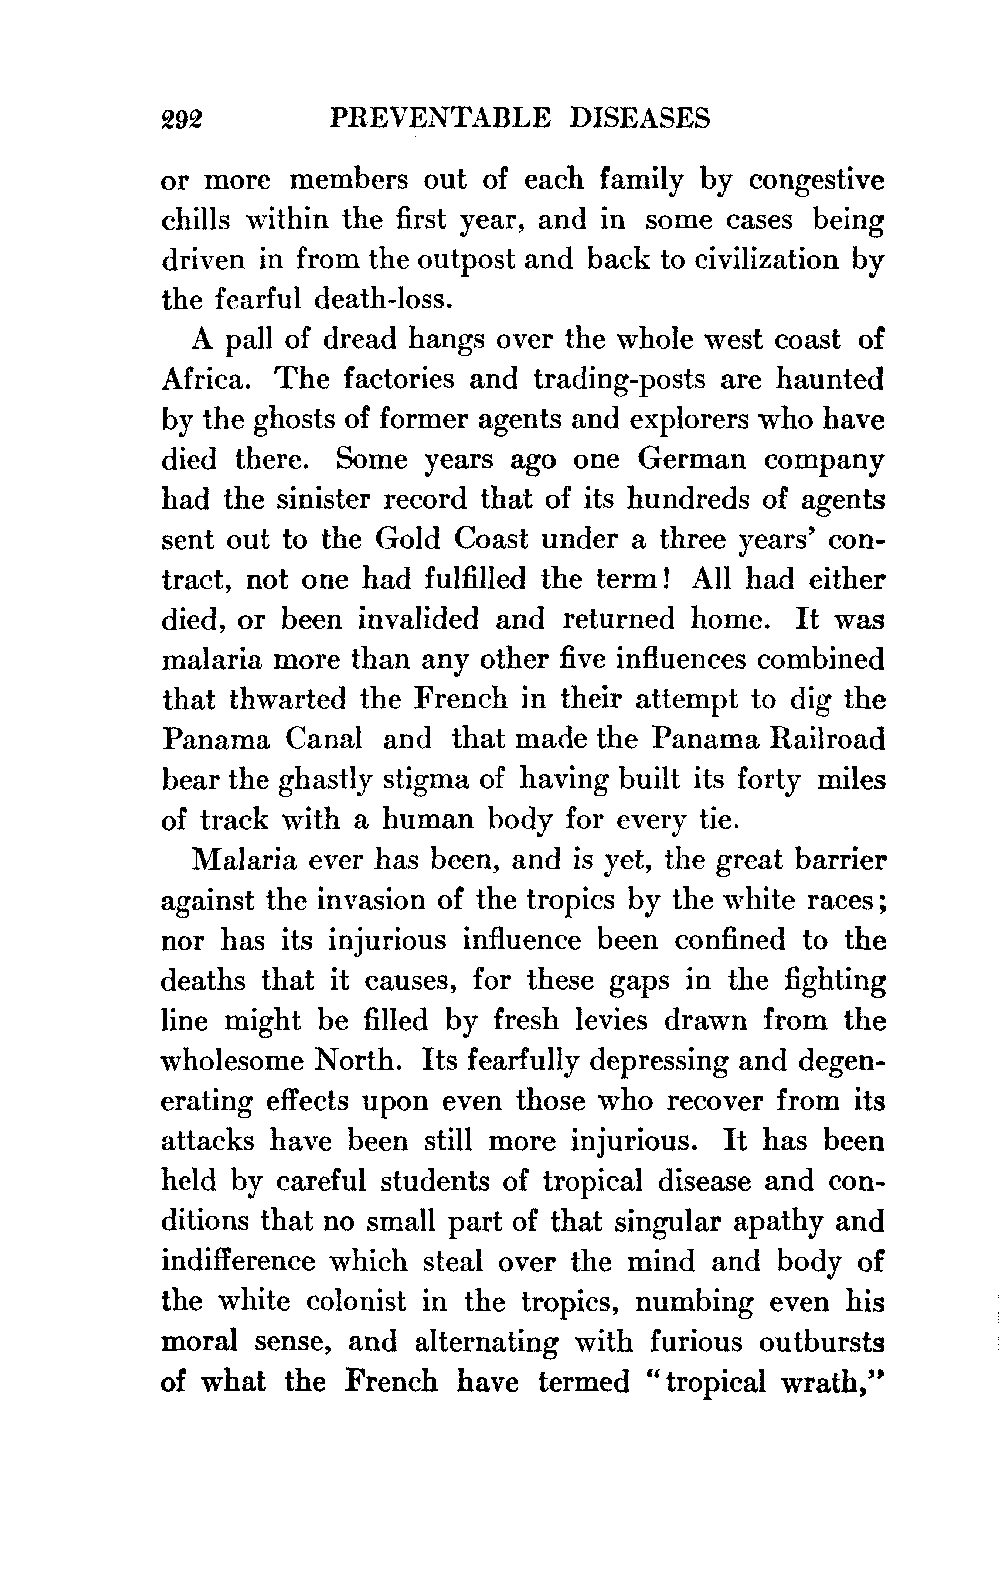 292 PREVENTABLE DISEASES
or more members out of each family by congestive
chills within the first year, and in some cases being
driven in from the outpost and back to civilization by
the fearful death-loss.
A pall of dread hangs over the whole west coast of
Africa. The factories and trading-posts are haunted
by the ghosts of former agents and explorers who have
died there. Some years ago one German company
had the sinister record that of its hundreds of agents
sent out to the Gold Coast under a three years' con-
tract, not one had fulfilled the term! All had either
died, or been invalided and returned home. It was
malaria more than any other five influences combined
that thwarted the French in their attempt to dig the
Panama Canal and that made the Panama Railroad
bear the ghastly stigma of having built its forty miles
of track with a human body for every tie.
Malaria ever has been, and is yet, the great barrier
against the invasion of the tropics by the white races;
nor has its injurious influence been confined to the
deaths that it causes, for these gaps in the fighting
line might be filled by fresh levies drawn from the
wholesome North. Its fearfully depressing and degen-
erating effects upon even those who recover from its
attacks have been still more injurious. It has been
held by careful students of tropical disease and con-
ditions that no small part of that singular apathy and
indifference which steal over the mind and body of
the white colonist in the tropics, numbing even his
moral sense, and alternating with furious outbursts
of what the French have termed "tropical wrath,"